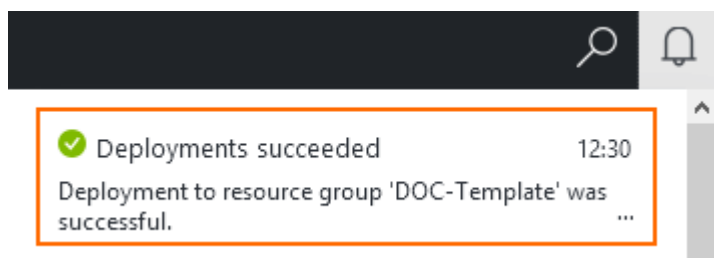 Deployments succeeded 12:30
Deployment to resource group 'DOC-Template' was
successful. ...